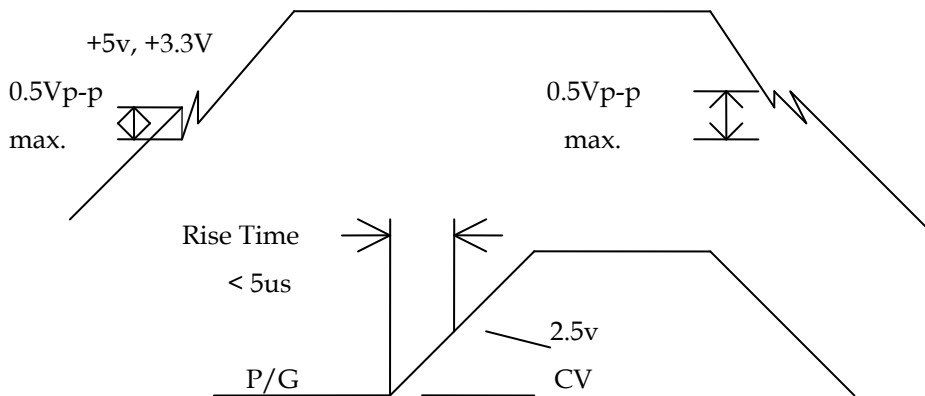 +5v, +3.3V
0.5Vp-p
max.
0.5Vp-p
max.
Rise Time
< 5us
2.5v
P/G
CV